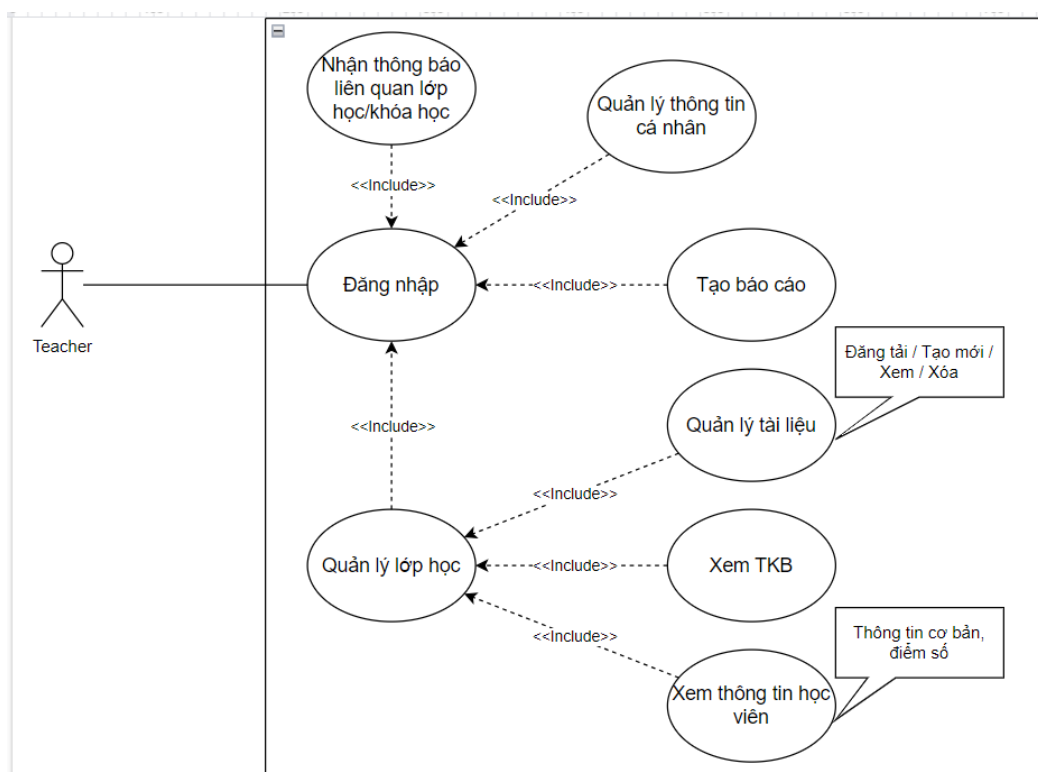 Nhận thông báo
liên quan lớp
học/khóa học
Quản lý thông tin
cá nhân
<<Include>>
<<Include>>
Đăng nhập
<<Include>>
Tạo báo cáo
Teacher
Đăng tải / Tạo mới /
Xem / Xóa
<<Include>>
Quản lý tài liệu
<<Include>>
Quản lý lớp học
<<Include>>
Xem TKB
<<Include>>
Thông tin cơ bản,
điểm số
Xem thông tin học
viên